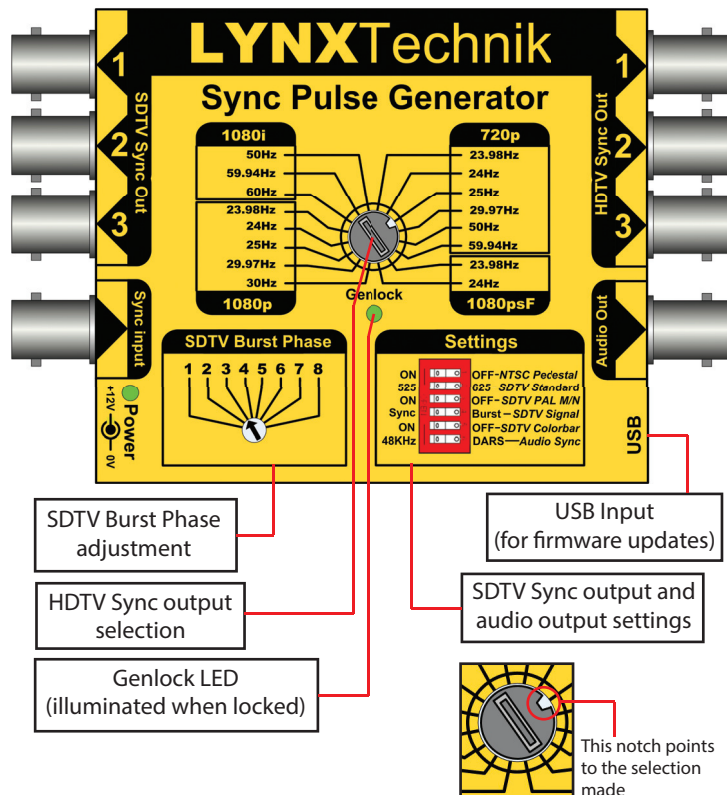 LYNXTechnik
Sync Pulse Generator
1
2
3
SDTV Sync Out
Sync input
1080i
50Hz
59.94Hz
60Hz
23.98Hz
24Hz
25Hz
29.97Hz
30Hz
1080p
720p
23.98Hz
24Hz
25Hz
29.97Hz
50Hz
59.94Hz
23.98Hz
24Hz
1080psF
Genlock
1
2
3
HDTV Sync Out
Audio Out
SDTV Burst Phase
1 2 3 4 5 6 7 8
Settings
ON OFF-NTSC Pedestal
525 625 SDTV Standard
ON OFF-SDTV PAL M/N
Sync Burst-SDTV Signal
ON OFF-SDTV Colorbar
48KHz DARS-Audio Sync
Power
+12V 0V
USB
SDTV Burst Phase
adjustment
HDTV Sync output
selection
Genlock LED
(illuminated when locked)
USB Input
(for firmware updates)
SDTV Sync output and
audio output settings
This notch points
to the selection
made